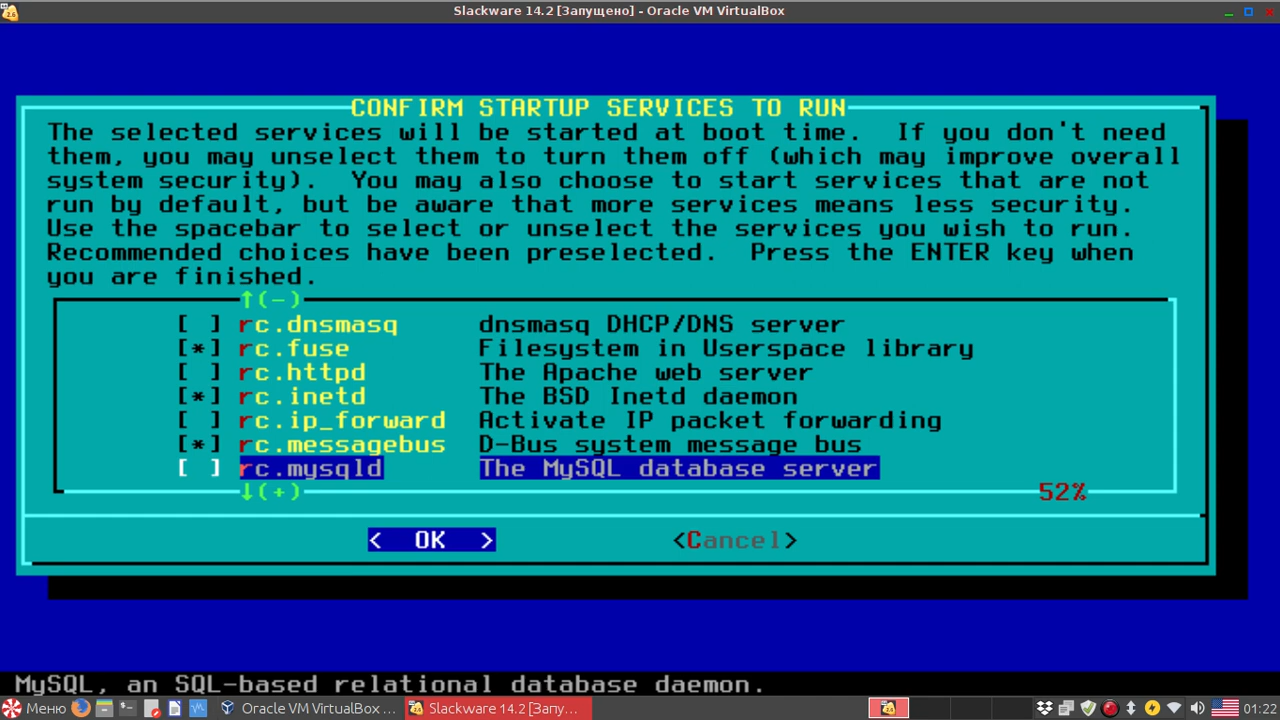 Slackware 14.2 [Запущено] - Oracle VM VirtualBox
CONFIRM STARTUP SERVICES TO RUN
The selected services will be started at boot time.  If you don't need
them, you may unselect them to turn them off (which may improve overall
system security).  You may also choose to start services that are not
run by default, but be aware that more services means less security.
Use the spacebar to select or unselect the services you wish to run.
Recommended choices have been preselected.  Press the ENTER key when
you are finished.
↑(-)
[ ] rc.dnsmasq dnsmasq DHCP/DNS server
[*] rc.fuse Filesystem in Userspace library
[ ] rc.httpd The Apache web server
[*] rc.inetd The BSD Inetd daemon
[ ] rc.ip_forward Activate IP packet forwarding
[*] rc.messagebus D-Bus system message bus
[ ] rc.mysqld The MySQL database server
↓(+) 52%
< OK > <Cancel>
MySQL, an SQL-based relational database daemon.
Меню Oracle VM VirtualBox ... Slackware 14.2 [Запу... 01:22